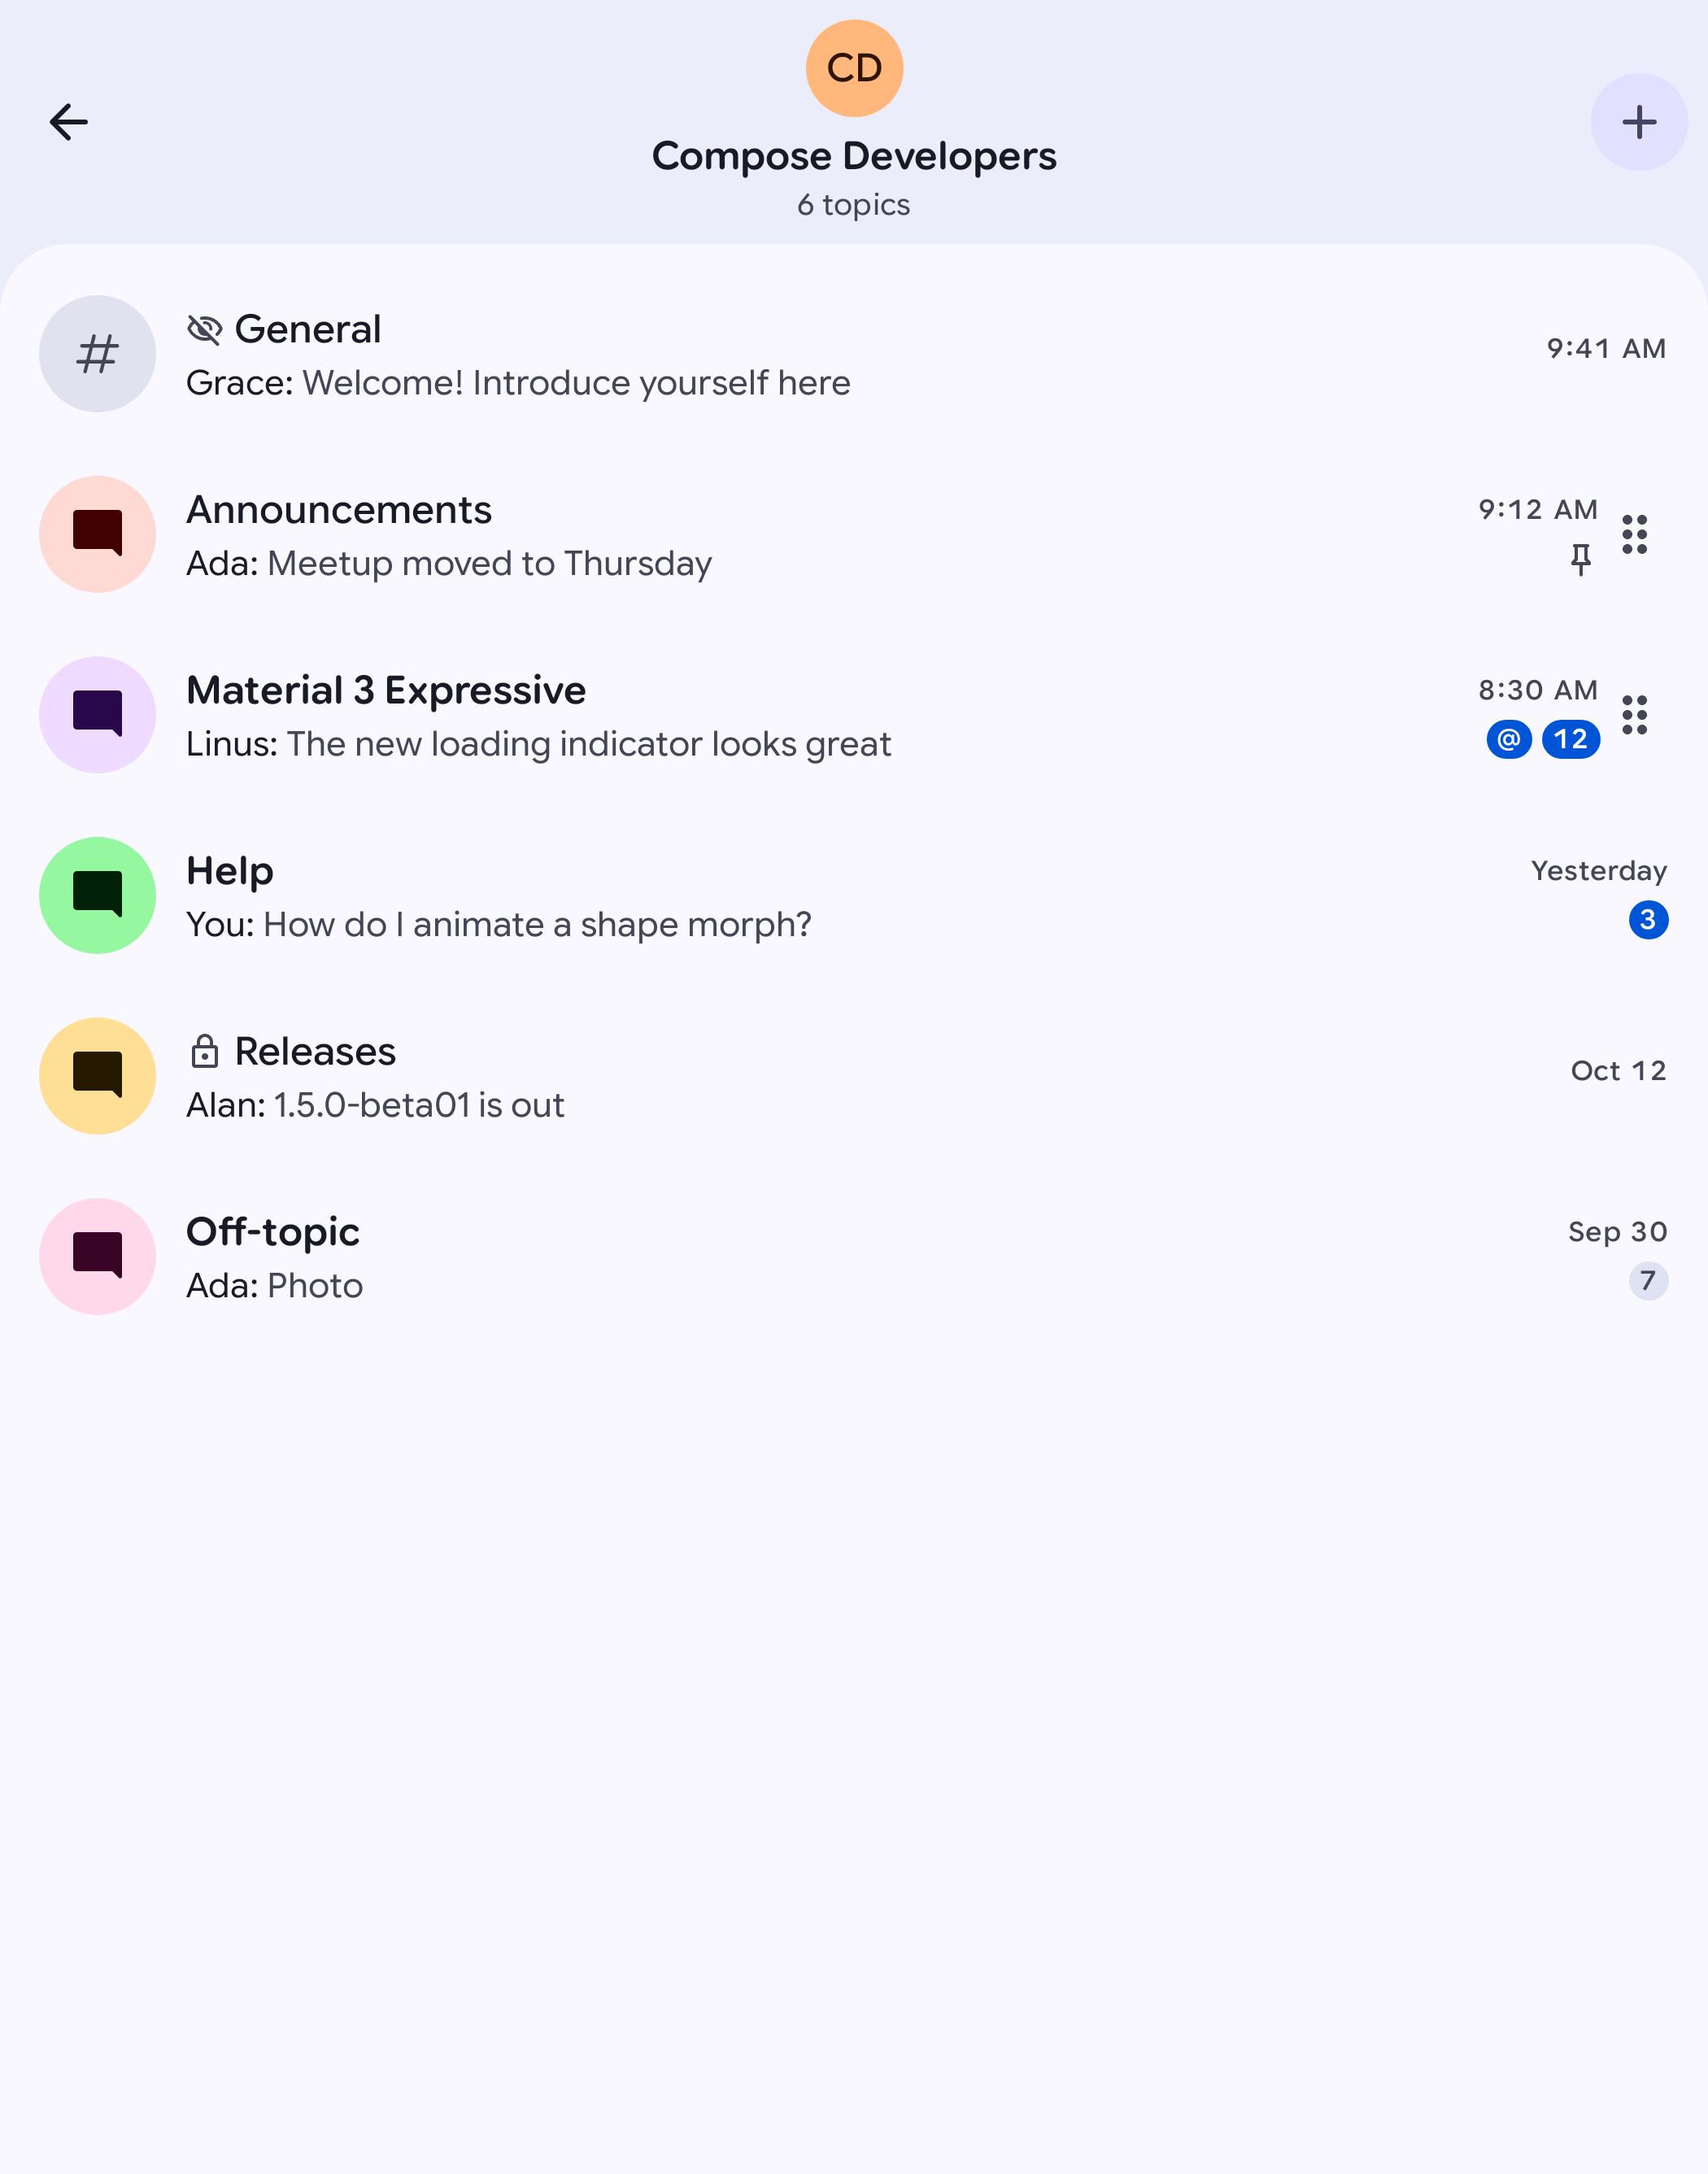 CD
Compose Developers
6 topics
#
General
9:41 AM
Grace: Welcome! Introduce yourself here
Announcements
9:12 AM
Ada: Meetup moved to Thursday
Material 3 Expressive
8:30 AM
Linus: The new loading indicator looks great
@ 12
Help
Yesterday
You: How do I animate a shape morph?
3
Releases
Oct 12
Alan: 1.5.0-beta01 is out
Off-topic
Sep 30
Ada: Photo
7